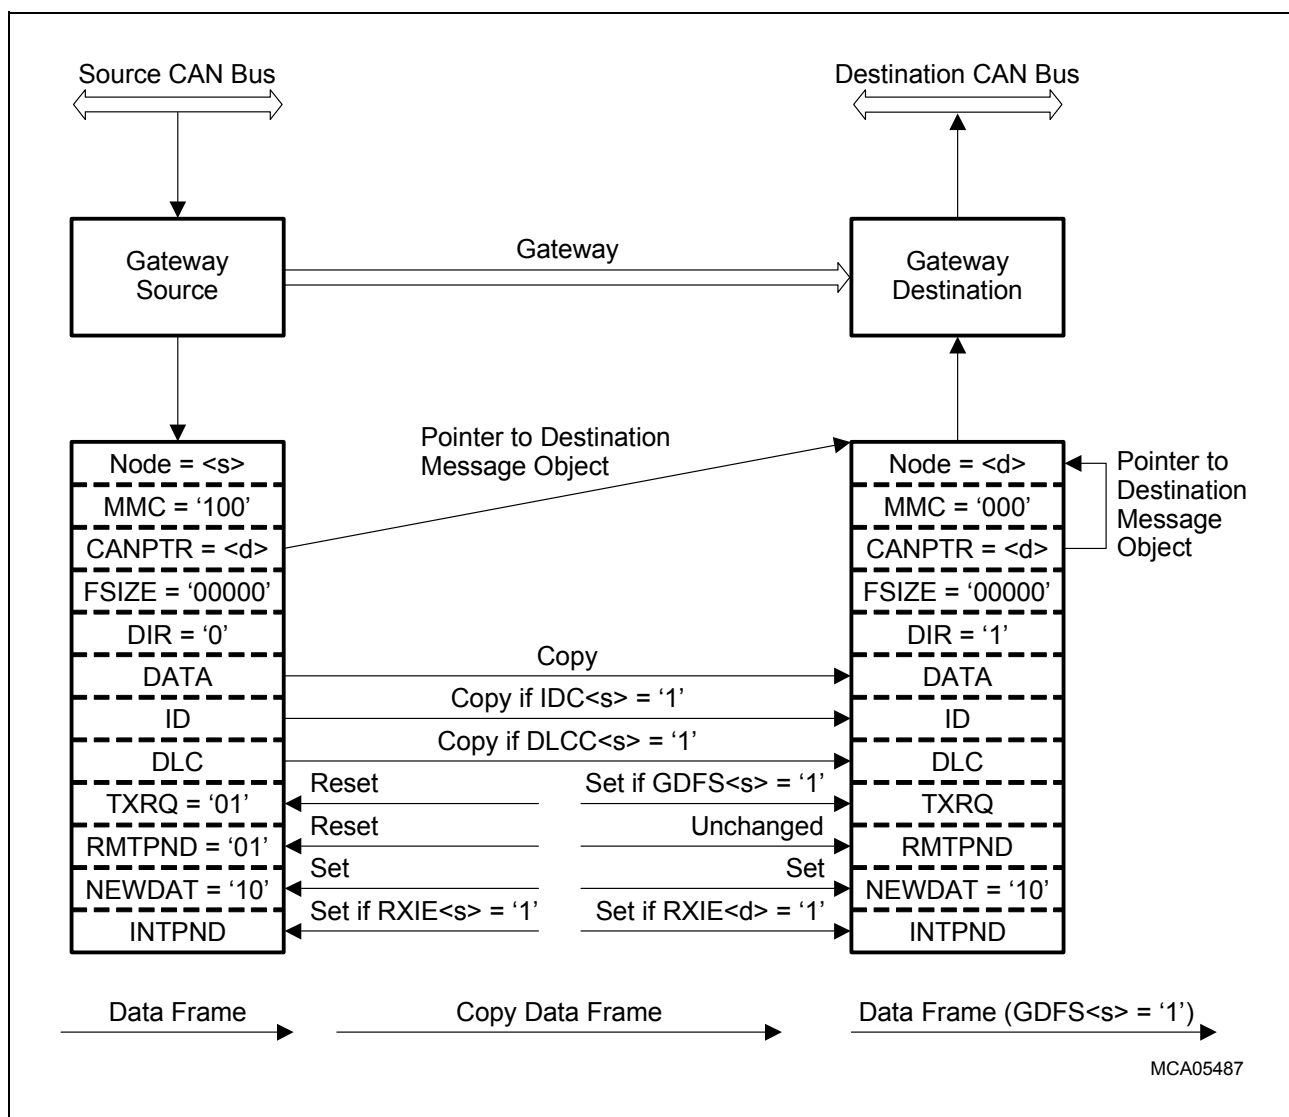 Source CAN Bus
Destination CAN Bus
Gateway
Source
Gateway
Gateway
Destination
Pointer to Destination
Message Object
Pointer to
Destination
Message
Object
Node = <s>
MMC = ‘100’
CANPTR = <d>
FSIZE = ‘00000’
DIR = ‘0’
DATA
ID
DLC
TXRQ = ‘01’
RMTPND = ‘01’
NEWDAT = ‘10’
INTPND
Copy
Copy if IDC<s> = ‘1’
Copy if DLCC<s> = ‘1’
Reset
Set if GDFS<s> = ‘1’
Reset
Unchanged
Set
Set
Set if RXIE<s> = ‘1’
Set if RXIE<d> = ‘1’
Node = <d>
MMC = ‘000’
CANPTR = <d>
FSIZE = ‘00000’
DIR = ‘1’
DATA
ID
DLC
TXRQ
RMTPND
NEWDAT = ‘10’
INTPND
Data Frame
Copy Data Frame
Data Frame (GDFS<s> = ‘1’)
MCA05487